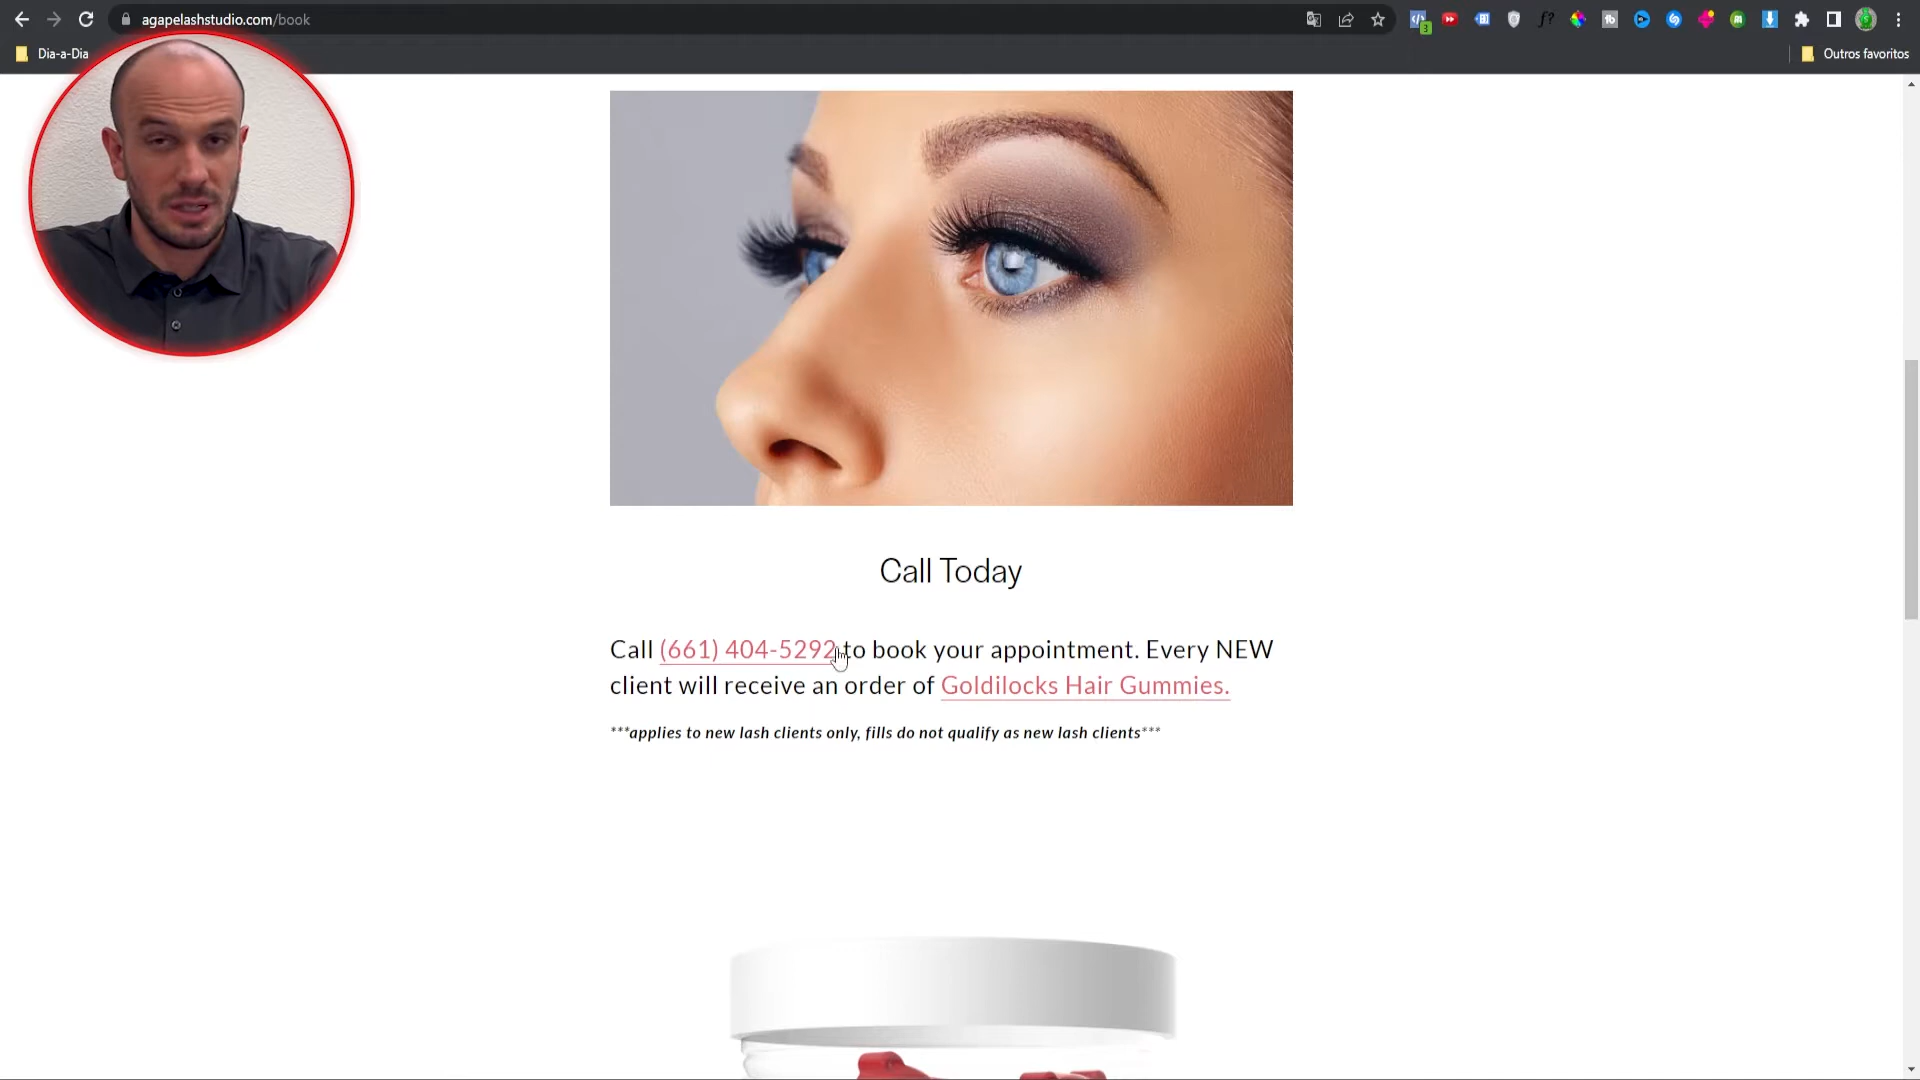 agapelashstudio.com/book
3
Dia-a-Dia
Outros favoritos
Call Today
Call (661) 404-5292 to book your appointment. Every NEW
client will receive an order of Goldilocks Hair Gummies.
***applies to new lash clients only, fills do not qualify as new lash clients***